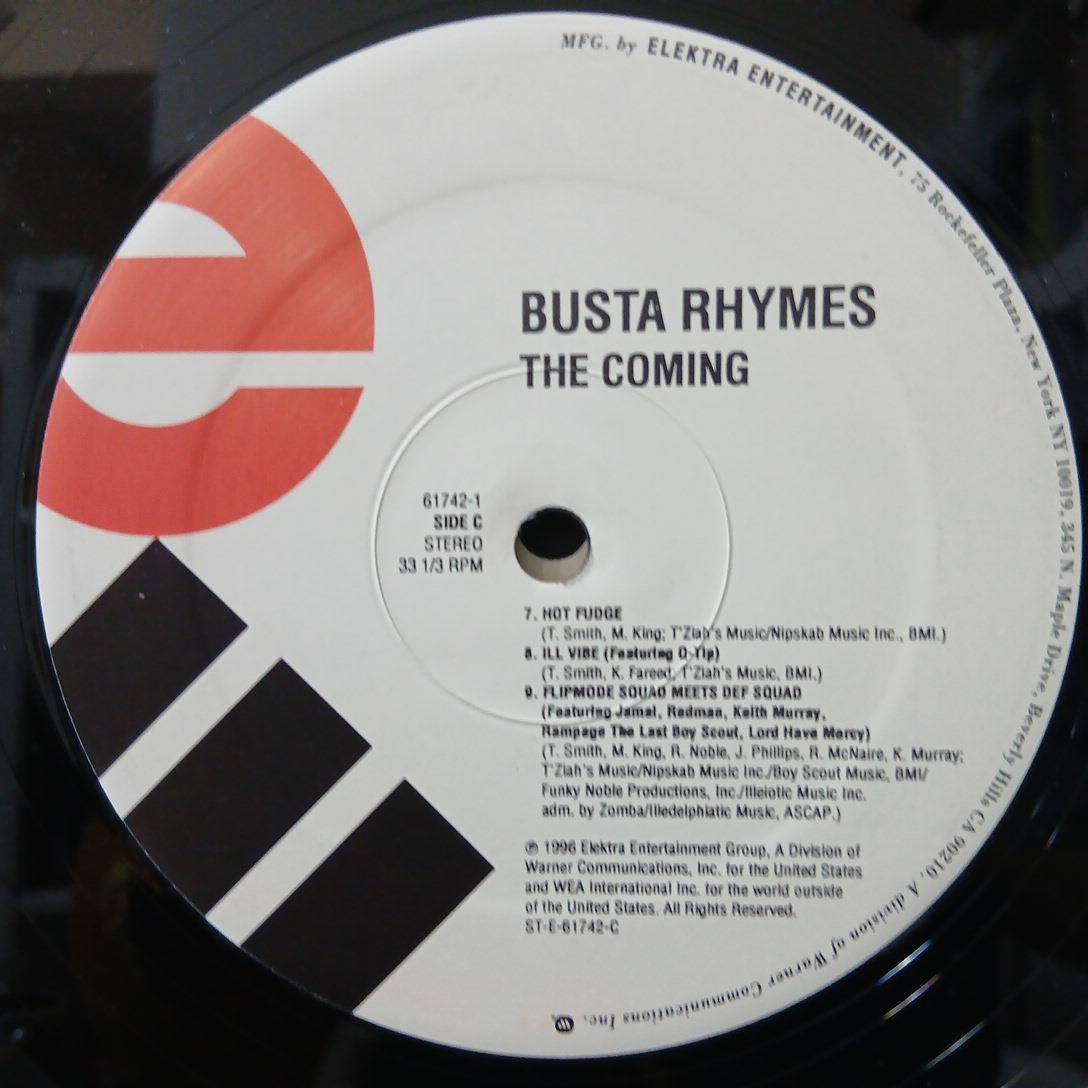 MFG. by ELEKTRA ENTERTAINMENT, 75 Rockefeller Plaza, New York NY 10019. 345 N. Maple Drive, Beverly Hills CA 90210. A division of Warner Communications Inc.
e
BUSTA RHYMES
THE COMING
61742-1
SIDE C
STEREO
33 1/3 RPM
7. HOT FUDGE
(T. Smith, M. King; T'Ziah's Music/Nipskab Music Inc., BMI.)
8. ILL VIBE (Featuring Q-Tip)
(T. Smith, K. Fareed; T'Ziah's Music, BMI.)
9. FLIPMODE SQUAD MEETS DEF SQUAD
(Featuring Jamal, Redman, Keith Murray,
Rampage The Last Boy Scout, Lord Have Mercy)
(T. Smith, M. King, R. Noble, J. Phillips, R. McNaire, K. Murray;
T'Ziah's Music/Nipskab Music Inc./Boy Scout Music, BMI/
Funky Noble Productions, Inc./Illeiotic Music Inc.
adm. by Zomba/Illedelphiatic Music, ASCAP.)
℗ 1996 Elektra Entertainment Group, A Division of
Warner Communications, Inc. for the United States
and WEA International Inc. for the world outside
of the United States. All Rights Reserved.
ST-E-61742-C